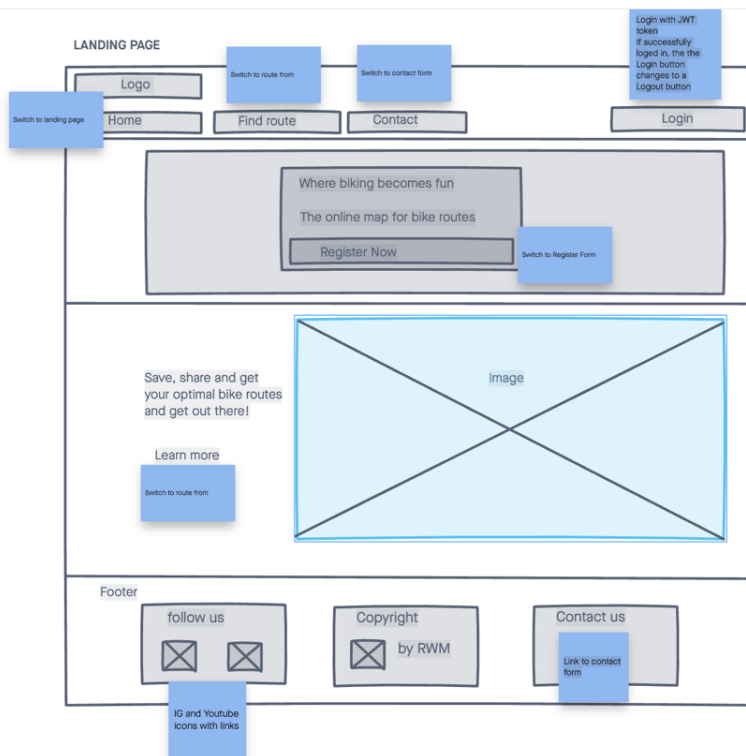 LANDING PAGE
Login with JWT
token
If successfully
loged in, the the
Login button
changes to a
Logout button
Switch to route from
Switch to contact form
Logo
Switch to landing page
Home
Find route
Contact
Login
Where biking becomes fun
The online map for bike routes
Register Now
Switch to Register Form
Save, share and get
your optimal bike routes
and get out there!
Image
Learn more
Switch to route from
Footer
follow us
Copyright
by RWM
Contact us
Link to contact
form
IG and Youtube
icons with links